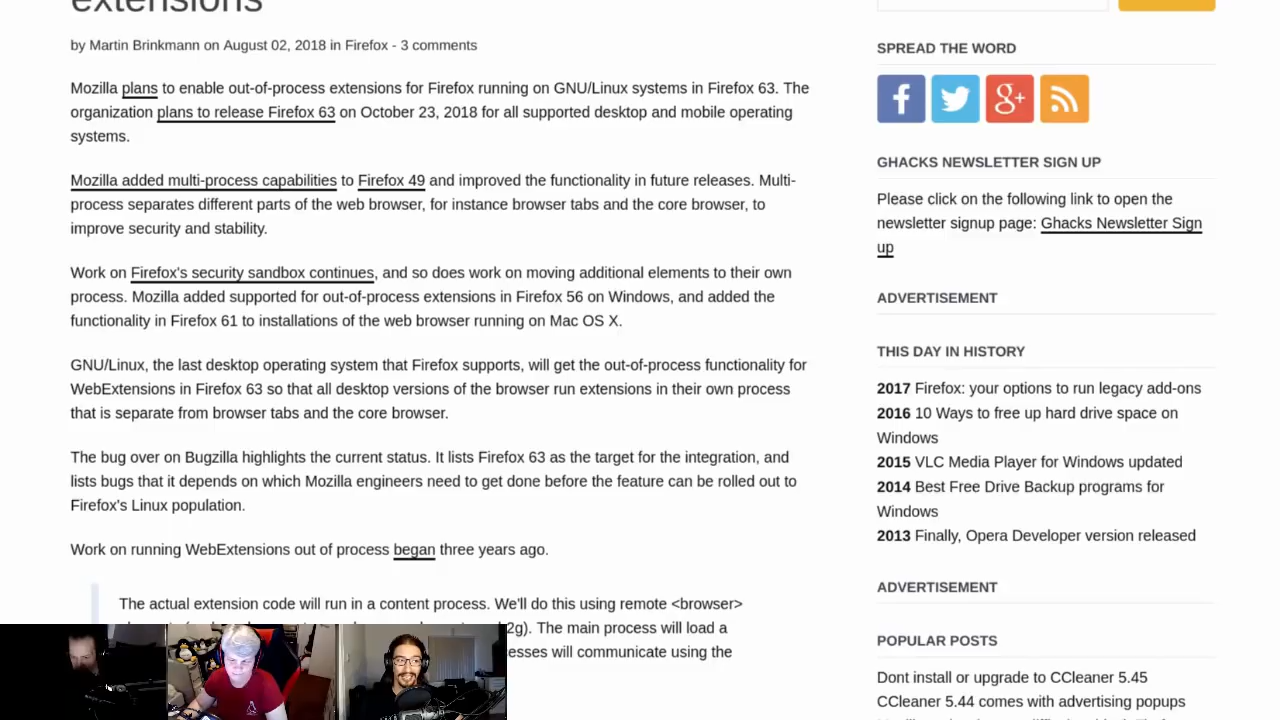 extensions
by Martin Brinkmann on August 02, 2018 in Firefox - 3 comments
Mozilla plans to enable out-of-process extensions for Firefox running on GNU/Linux systems in Firefox 63. The
organization plans to release Firefox 63 on October 23, 2018 for all supported desktop and mobile operating
systems.
Mozilla added multi-process capabilities to Firefox 49 and improved the functionality in future releases. Multi-
process separates different parts of the web browser, for instance browser tabs and the core browser, to
improve security and stability.
Work on Firefox's security sandbox continues, and so does work on moving additional elements to their own
process. Mozilla added supported for out-of-process extensions in Firefox 56 on Windows, and added the
functionality in Firefox 61 to installations of the web browser running on Mac OS X.
GNU/Linux, the last desktop operating system that Firefox supports, will get the out-of-process functionality for
WebExtensions in Firefox 63 so that all desktop versions of the browser run extensions in their own process
that is separate from browser tabs and the core browser.
The bug over on Bugzilla highlights the current status. It lists Firefox 63 as the target for the integration, and
lists bugs that it depends on which Mozilla engineers need to get done before the feature can be rolled out to
Firefox's Linux population.
Work on running WebExtensions out of process began three years ago.
The actual extension code will run in a content process. We'll do this using remote <browser>
2g). The main process will load a
esses will communicate using the
SPREAD THE WORD
GHACKS NEWSLETTER SIGN UP
Please click on the following link to open the
newsletter signup page: Ghacks Newsletter Sign
up
ADVERTISEMENT
THIS DAY IN HISTORY
2017 Firefox: your options to run legacy add-ons
2016 10 Ways to free up hard drive space on
Windows
2015 VLC Media Player for Windows updated
2014 Best Free Drive Backup programs for
Windows
2013 Finally, Opera Developer version released
ADVERTISEMENT
POPULAR POSTS
Dont install or upgrade to CCleaner 5.45
CCleaner 5.44 comes with advertising popups